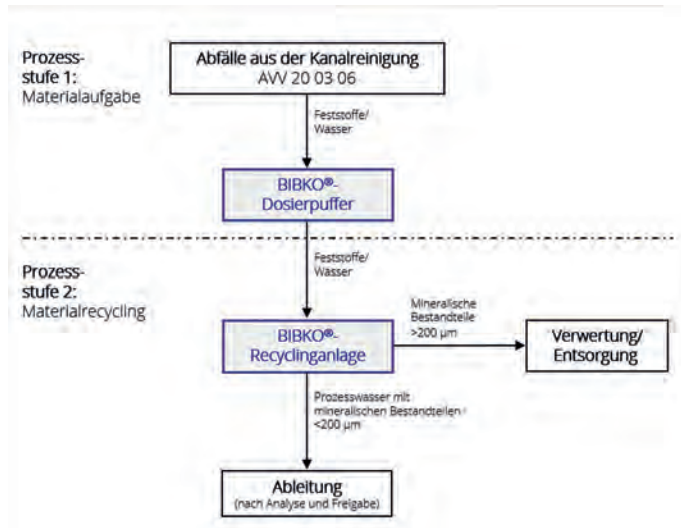 Prozess-
stufe 1:
Materialaufgabe
Abfälle aus der Kanalreinigung
AVV 20 03 06
Feststoffe/
Wasser
BIBKO®-
Dosierpuffer
Prozess-
stufe 2:
Materialrecycling
Feststoffe/
Wasser
BIBKO®-
Recyclinganlage
Mineralische
Bestandteile
>200 µm
Verwertung/
Entsorgung
Prozesswasser mit
mineralischen Bestandteilen
<200 µm
Ableitung
(nach Analyse und Freigabe)